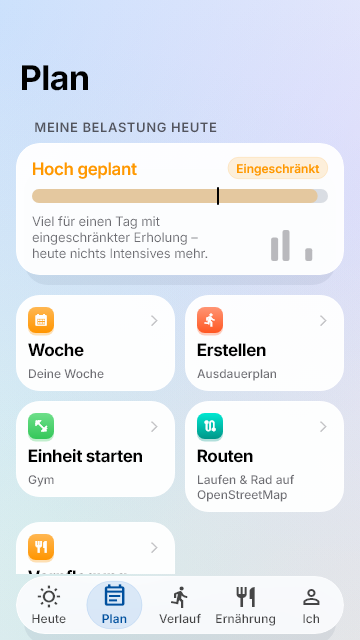 Plan
MEINE BELASTUNG HEUTE
Hoch geplant
Eingeschränkt
Viel für einen Tag mit
eingeschränkter Erholung –
heute nichts Intensives mehr.
Woche
Deine Woche
Erstellen
Ausdauerplan
Einheit starten
Gym
Routen
Laufen & Rad auf
OpenStreetMap
Heute
Plan
Verlauf
Ernährung
Ich